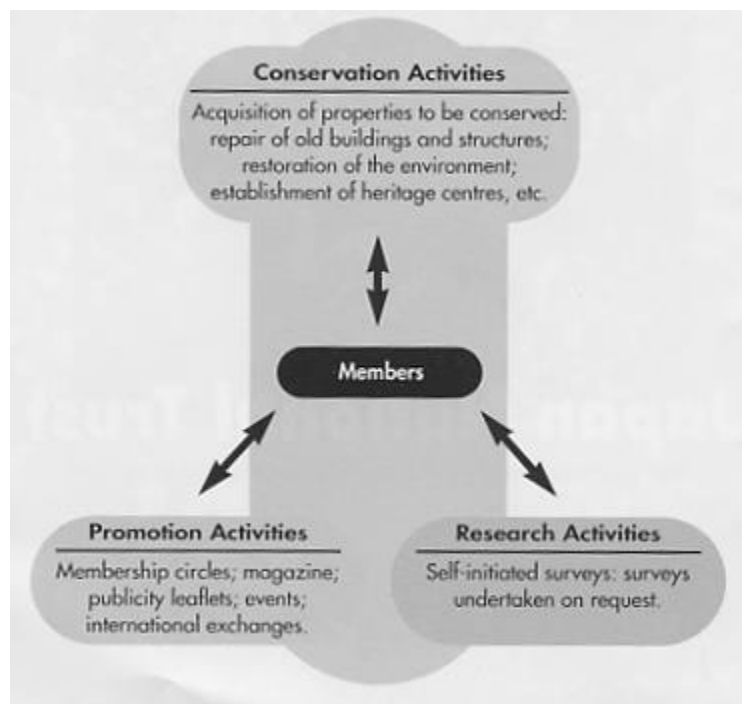 Conservation Activities
Acquisition of properties to be conserved:
repair of old buildings and structures;
restoration of the environment;
establishment of heritage centres, etc.
Members
Promotion Activities
Membership circles; magazine;
publicity leaflets; events;
international exchanges.
Research Activities
Self-initiated surveys: surveys
undertaken on request.